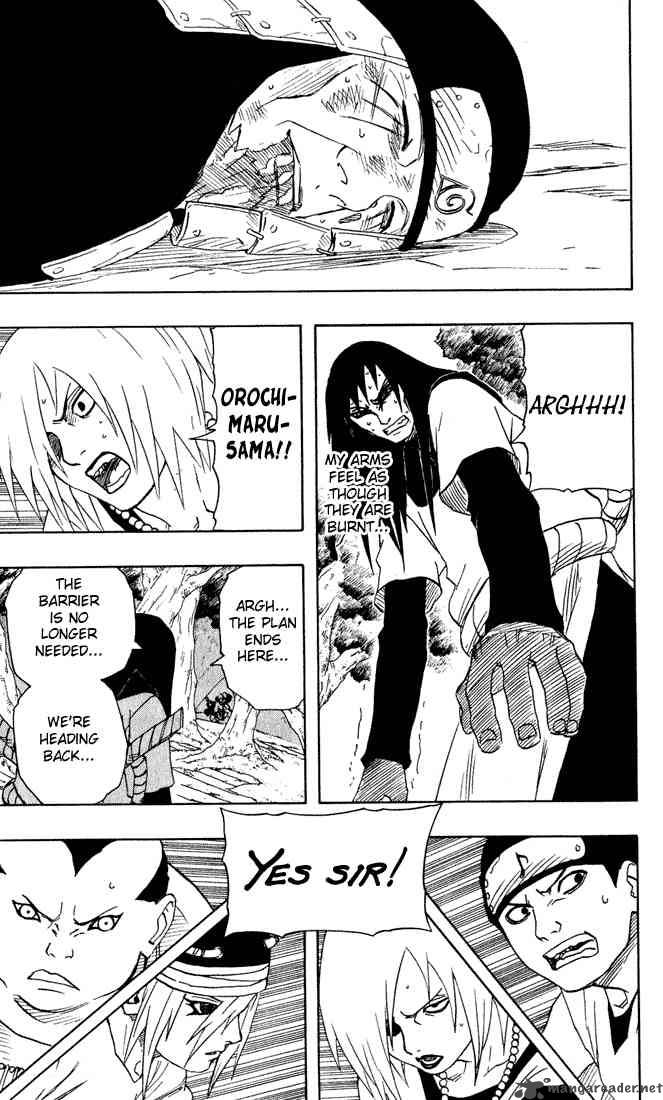 ARGHHH!
MY ARMS
FEEL AS
THOUGH
THEY ARE
BURNT...
OROCHI-
MARU-
SAMA!!
ARGH...
THE PLAN
ENDS
HERE...
THE
BARRIER
IS NO
LONGER
NEEDED...
WE'RE
HEADING
BACK...
YES SIR!
mangareader.net